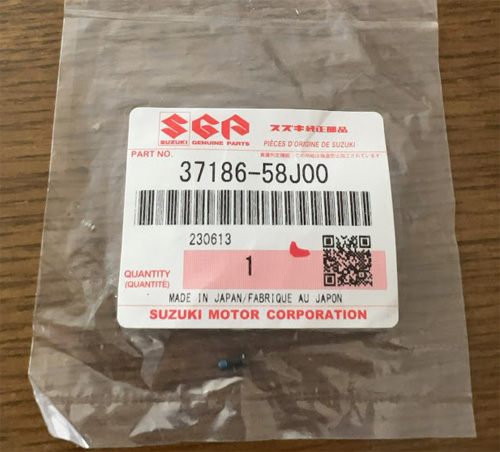 SGP スズキ純正部品
SUZUKI GENUINE PARTS PIÈCES D'ORIGINE DE SUZUKI
PART NO. 37186-58J00
230613
QUANTITY
(QUANTITÉ) 1
MADE IN JAPAN/FABRIQUE AU JAPON
SUZUKI MOTOR CORPORATION